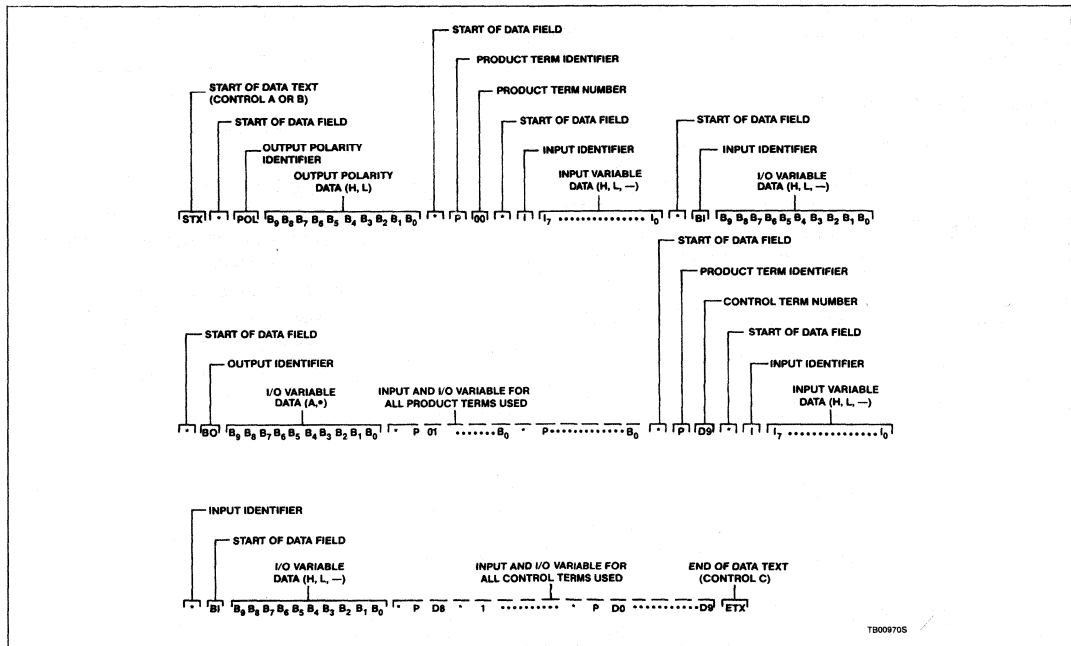 START OF DATA FIELD
PRODUCT TERM IDENTIFIER
START OF DATA TEXT
(CONTROL A OR B)
PRODUCT TERM NUMBER
START OF DATA FIELD
START OF DATA FIELD
START OF DATA FIELD
OUTPUT POLARITY
IDENTIFIER
INPUT IDENTIFIER
INPUT IDENTIFIER
OUTPUT POLARITY
DATA (H, L)
INPUT VARIABLE
DATA (H, L, —)
I/O VARIABLE
DATA (H, L, —)
STX * POL B9 B8 B7 B6 B5 B4 B3 B2 B1 B0 * P 00 * I I7 •••••••••••••• I0 * BI B9 B8 B7 B6 B5 B4 B3 B2 B1 B0
START OF DATA FIELD
PRODUCT TERM IDENTIFIER
CONTROL TERM NUMBER
START OF DATA FIELD
START OF DATA FIELD
OUTPUT IDENTIFIER
INPUT IDENTIFIER
I/O VARIABLE
DATA (A,•)
INPUT AND I/O VARIABLE FOR
ALL PRODUCT TERMS USED
INPUT VARIABLE
DATA (H, L, —)
* BO B9 B8 B7 B6 B5 B4 B3 B2 B1 B0 * P 01 •••••••B0 * P•••••••••••••B0 * P D9 * I I7 •••••••••••••• I0
INPUT IDENTIFIER
START OF DATA FIELD
I/O VARIABLE
DATA (H, L, —)
INPUT AND I/O VARIABLE FOR
ALL CONTROL TERMS USED
END OF DATA TEXT
(CONTROL C)
* BI B9 B8 B7 B6 B5 B4 B3 B2 B1 B0 * P D8 * 1 •••••••••• * P D0 •••••••••••D9 ETX
TB00970S